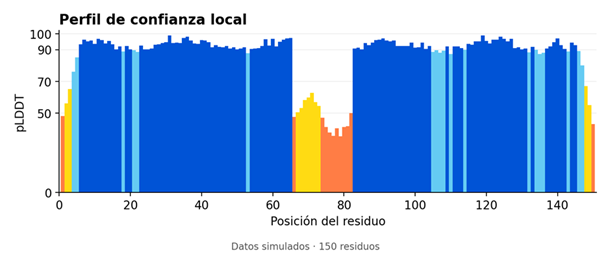 Perfil de confianza local
100
90
70
50
0
pLDDT
0 20 40 60 80 100 120 140
Posición del residuo
Datos simulados · 150 residuos